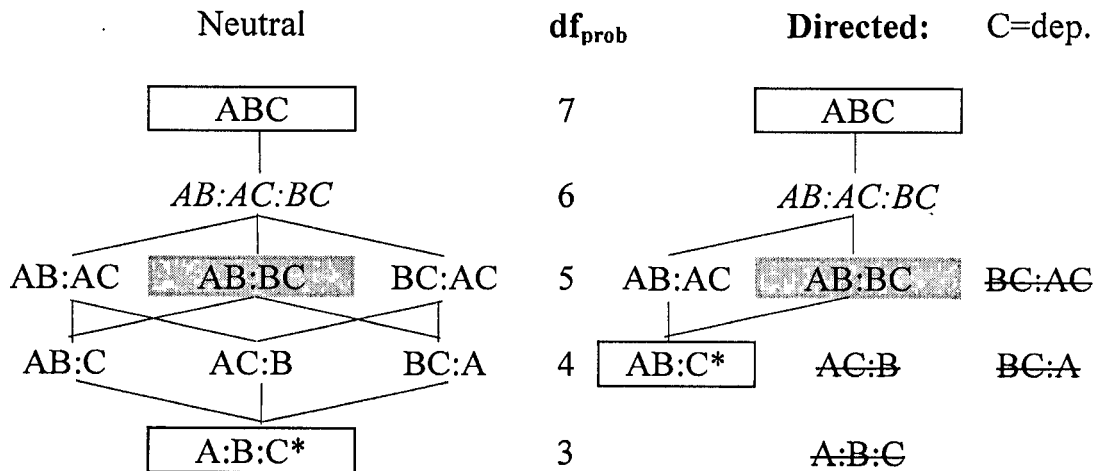 Neutral df_prob Directed: C=dep.
ABC 7 ABC
AB:AC:BC 6 AB:AC:BC
AB:AC AB:BC BC:AC 5 AB:AC AB:BC BC:AC
AB:C AC:B BC:A 4 AB:C* AC:B BC:A
A:B:C* 3 A:B:C